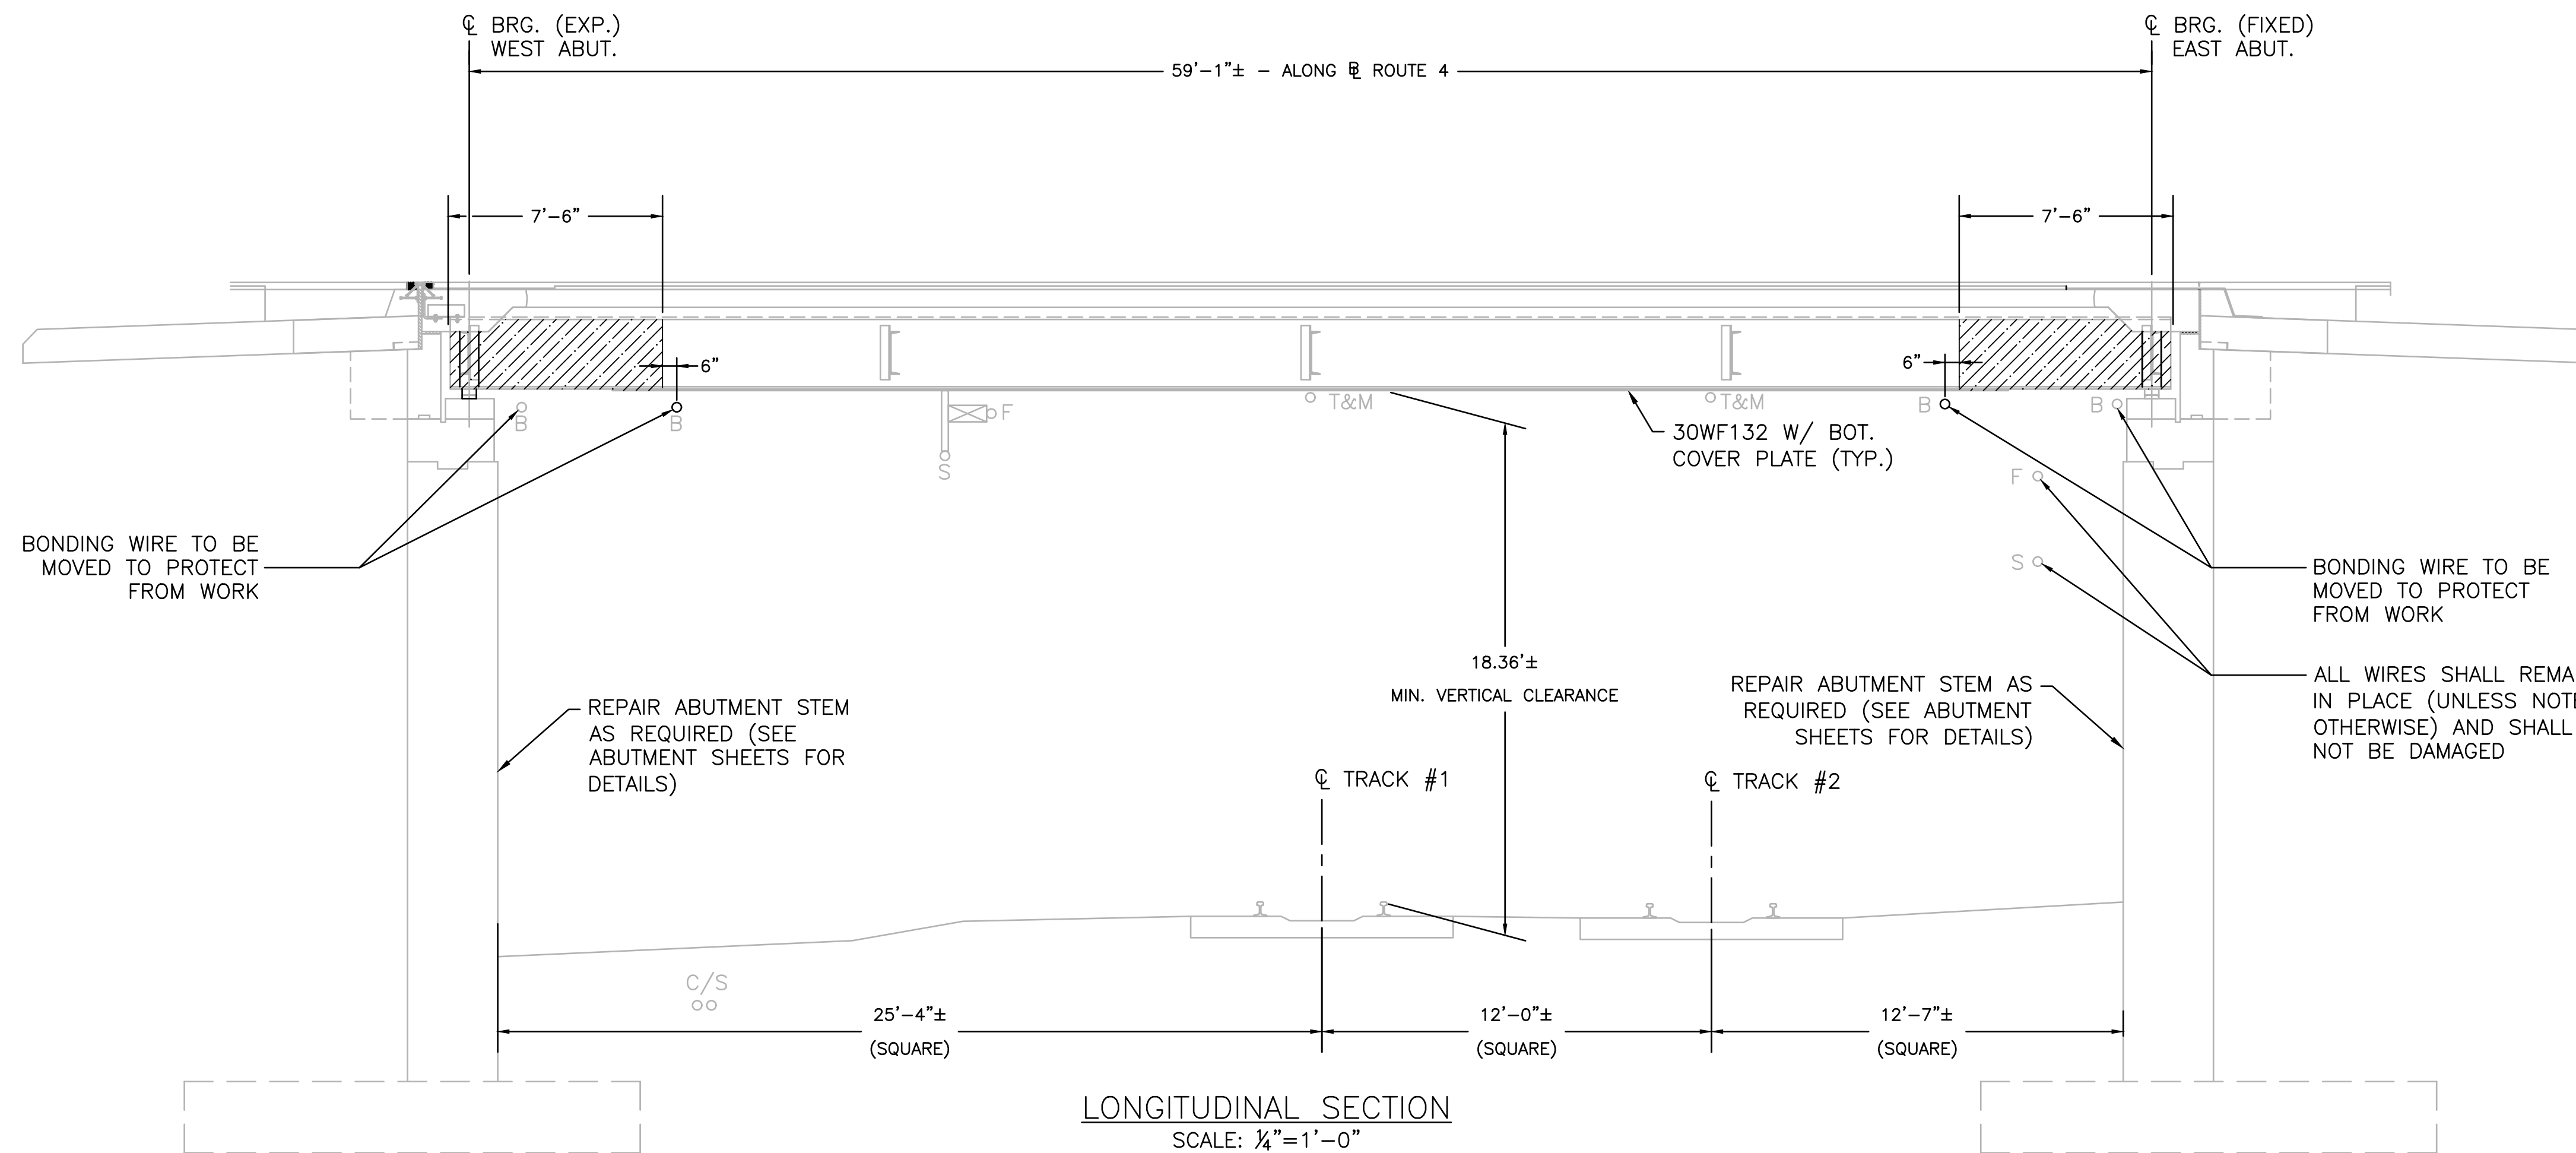 ℄ BRG. (EXP.)
WEST ABUT.
℄ BRG. (FIXED)
EAST ABUT.
59'-1"± - ALONG ⅊ ROUTE 4
7'-6"
7'-6"
6"
6"
B
B
F
S
T&M
T&M
B
B
30WF132 W/ BOT.
COVER PLATE (TYP.)
F
S
BONDING WIRE TO BE
MOVED TO PROTECT
FROM WORK
BONDING WIRE TO BE
MOVED TO PROTECT
FROM WORK
18.36'±
MIN. VERTICAL CLEARANCE
ALL WIRES SHALL REMA
IN PLACE (UNLESS NOTE
OTHERWISE) AND SHALL
NOT BE DAMAGED
REPAIR ABUTMENT STEM
AS REQUIRED (SEE
ABUTMENT SHEETS FOR
DETAILS)
REPAIR ABUTMENT STEM AS
REQUIRED (SEE ABUTMENT
SHEETS FOR DETAILS)
℄ TRACK #1
℄ TRACK #2
C/S
25'-4"±
(SQUARE)
12'-0"±
(SQUARE)
12'-7"±
(SQUARE)
LONGITUDINAL SECTION
SCALE: ¼"=1'-0"